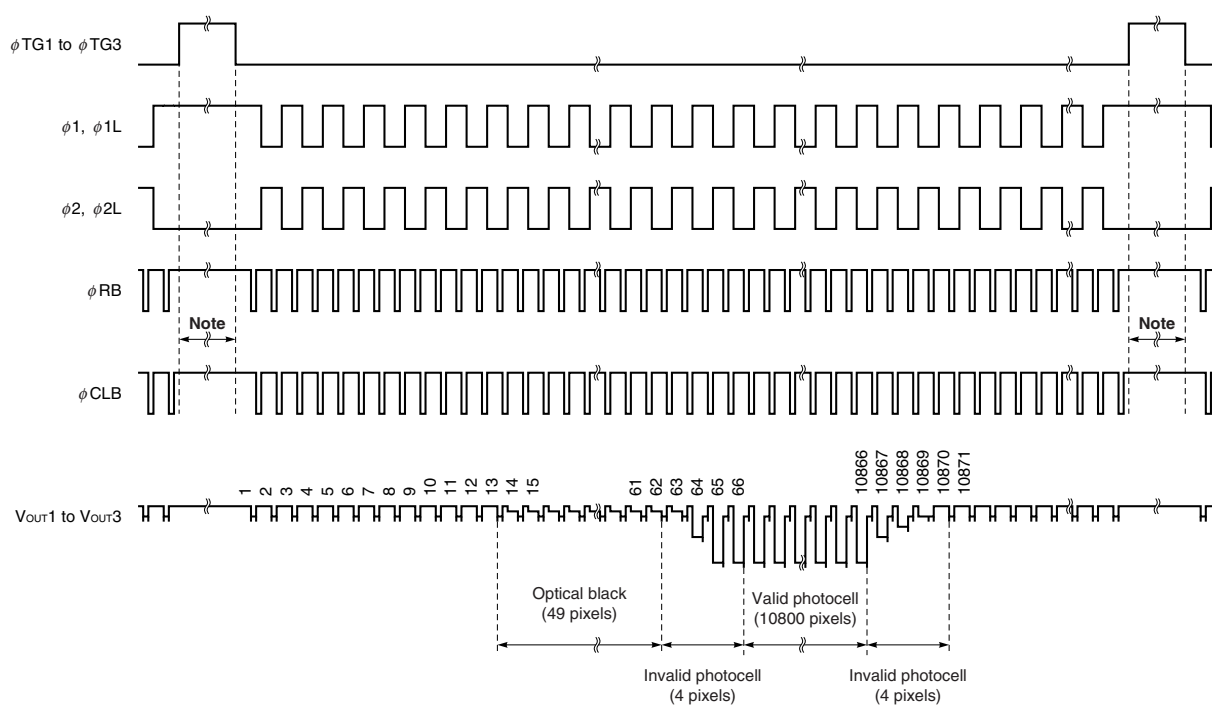 φTG1 to φTG3
φ1, φ1L
φ2, φ2L
φRB
Note
Note
φCLB
1
2
3
4
5
6
7
8
9
10
11
12
13
14
15
61
62
63
64
65
66
10866
10867
10868
10869
10870
10871
VOUT1 to VOUT3
Optical black
(49 pixels)
Valid photocell
(10800 pixels)
Invalid photocell
(4 pixels)
Invalid photocell
(4 pixels)